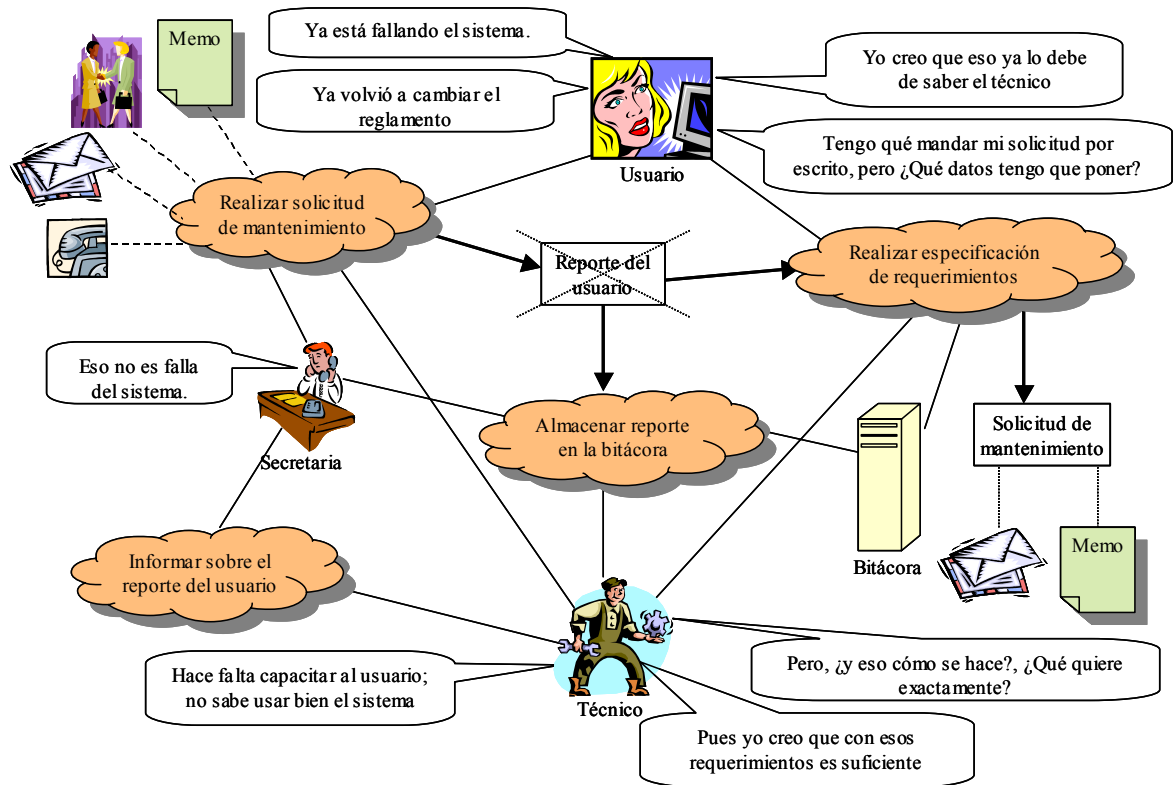 Memo
Ya está fallando el sistema.
Ya volvió a cambiar el
reglamento
Yo creo que eso ya lo debe
de saber el técnico
Tengo qué mandar mi solicitud por
escrito, pero ¿Qué datos tengo que poner?
Usuario
Realizar solicitud
de mantenimiento
Reporte del
usuario
Realizar especificación
de requerimientos
Eso no es falla
del sistema.
Secretaria
Almacenar reporte
en la bitácora
Solicitud de
mantenimiento
Bitácora
Memo
Informar sobre el
reporte del usuario
Hace falta capacitar al usuario;
no sabe usar bien el sistema
Técnico
Pero, ¿y eso cómo se hace?, ¿Qué quiere
exactamente?
Pues yo creo que con esos
requerimientos es suficiente